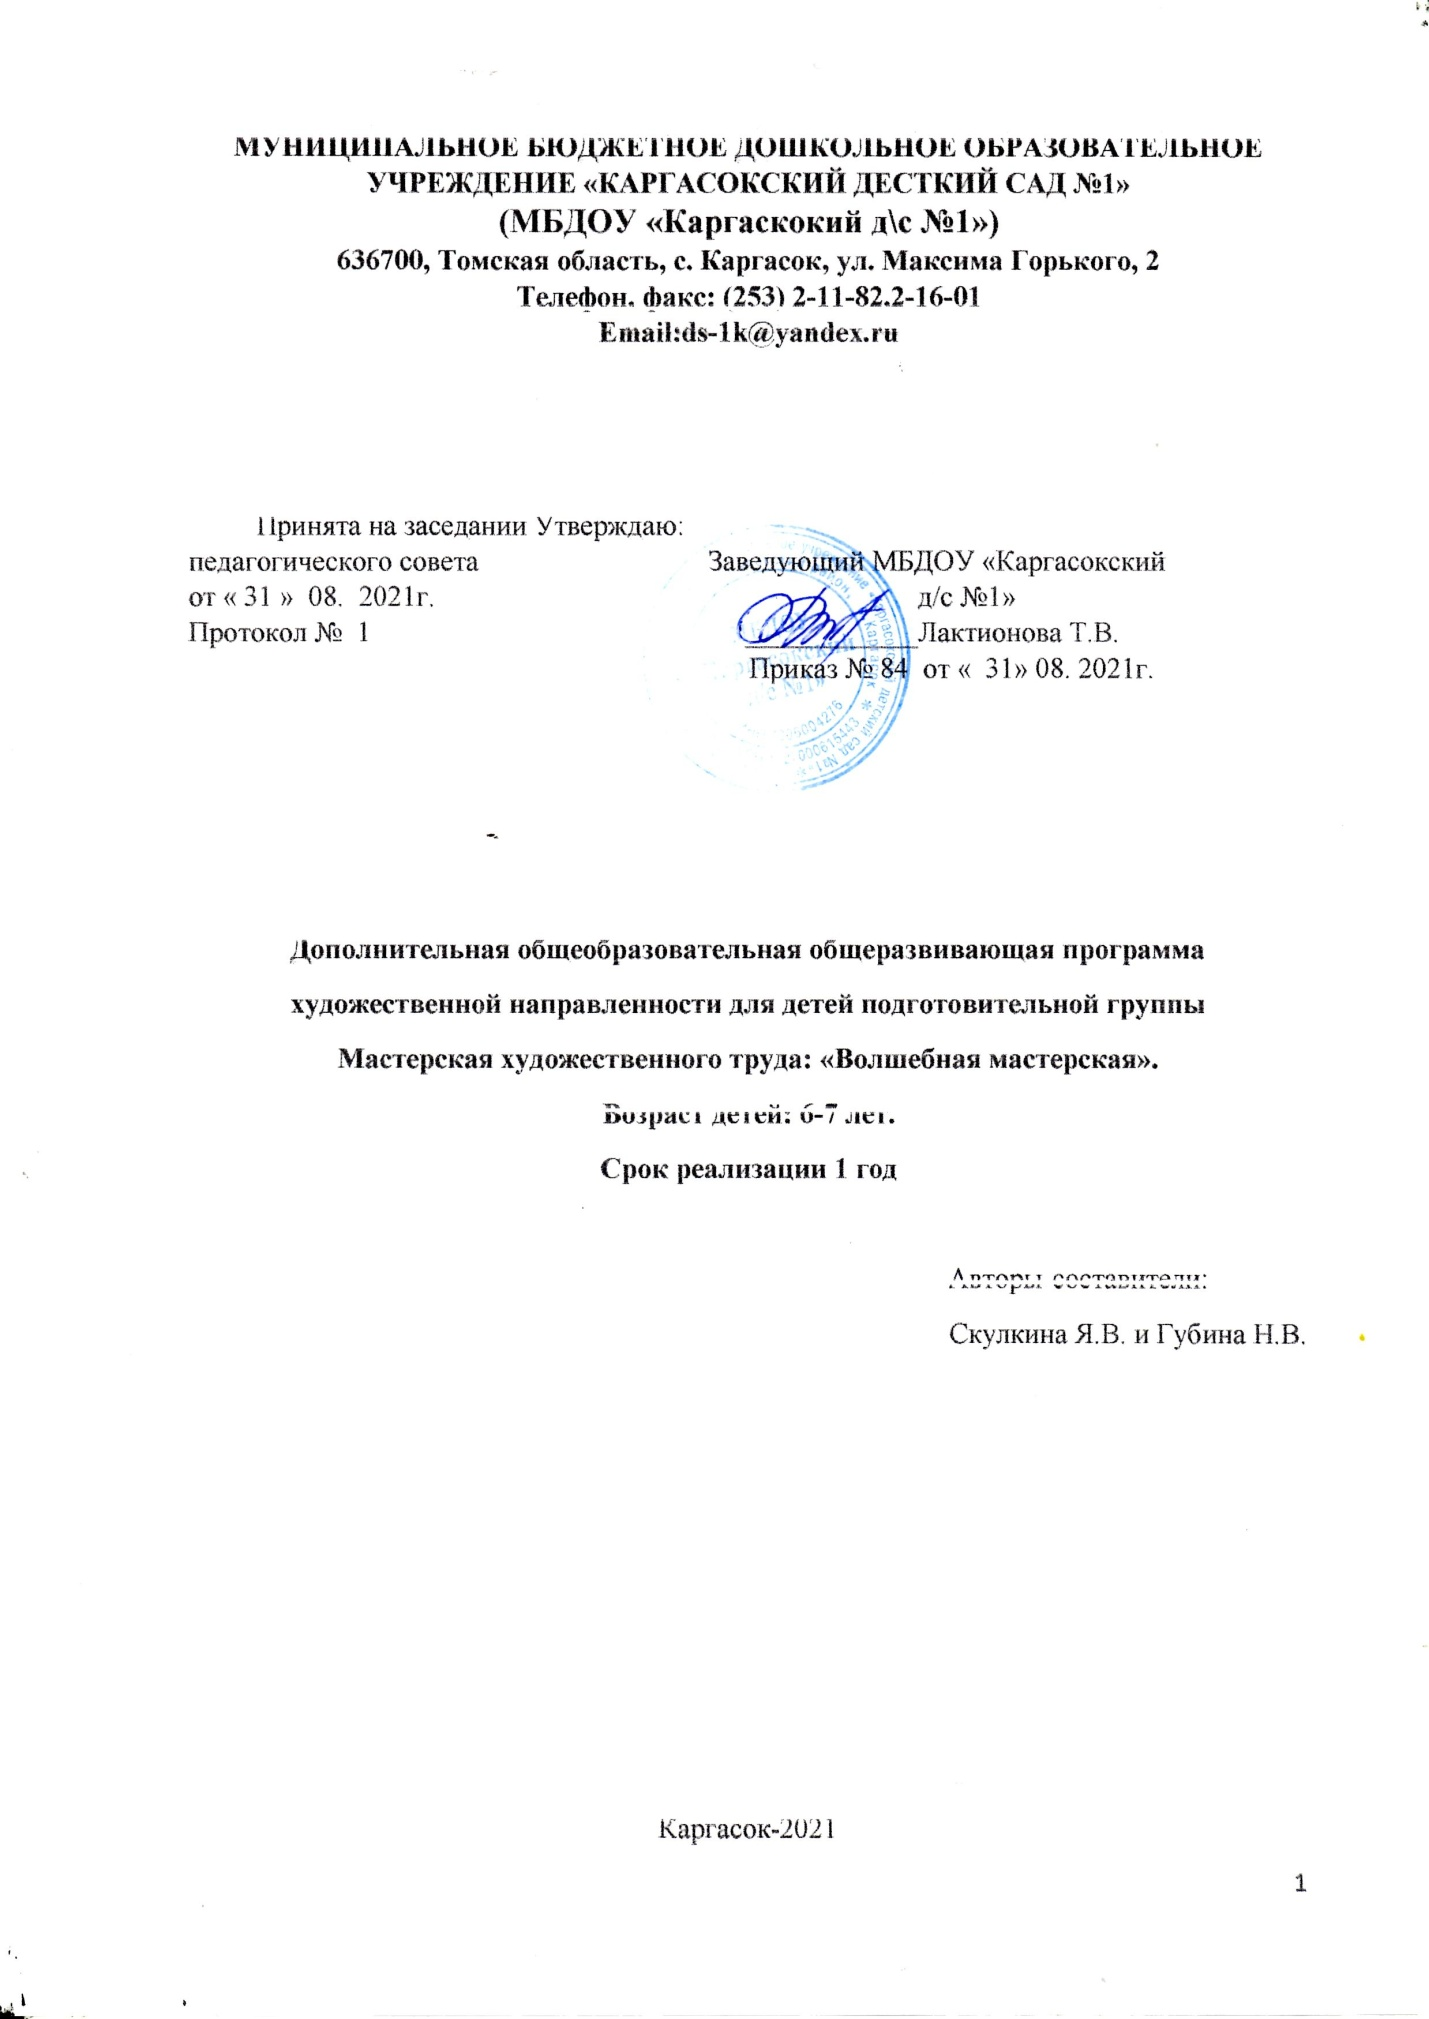 МУНИЦИПАЛЬНОЕ БЮДЖЕТНОЕ ДОШКОЛЬНОЕ ОБРАЗОВАТЕЛЬНОЕ
УЧРЕЖДЕНИЕ «КАРГАСОКСКИЙ ДЕСТКИЙ САД №1»
(МБДОУ «Каргаскокий д\с №1»)
636700, Томская область, с. Каргасок, ул. Максима Горького, 2
Телефон, факс: (253) 2-11-82,2-16-01
Email:ds-1k@yandex.ru
Принята на заседании Утверждаю:
педагогического совета Заведующий МБДОУ «Каргасокский
от « 31 » 08. 2021г. д/с №1»
Протокол № 1 Лактионова Т.В.
Приказ № 84 от « 31» 08. 2021г.
Дополнительная общеобразовательная общеразвивающая программа
художественной направленности для детей подготовительной группы
Мастерская художественного труда: «Волшебная мастерская».
Возраст детей: 6-7 лет.
Срок реализации 1 год
Авторы составители:
Скулкина Я.В. и Губина Н.В.
Каргасок-2021
1